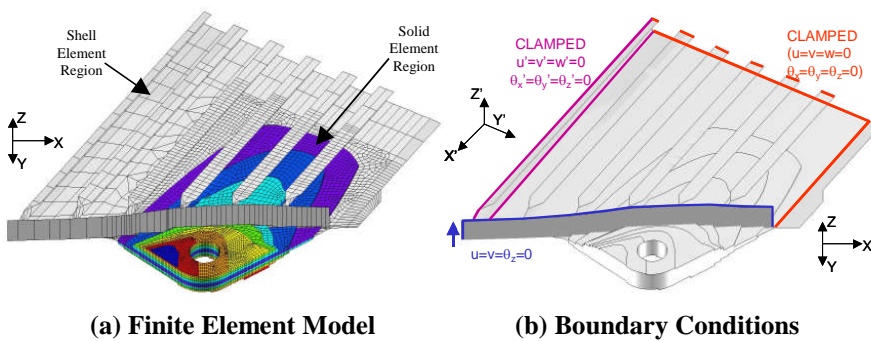 Shell
Element
Region
Solid
Element
Region
Z
X
Y
(a) Finite Element Model
CLAMPED
u'=v'=w'=0
θx'=θy'=θz'=0
CLAMPED
(u=v=w=0
θx=θy=θz=0)
Z'
Y'
X'
u=v=θz=0
Z
X
Y
(b) Boundary Conditions